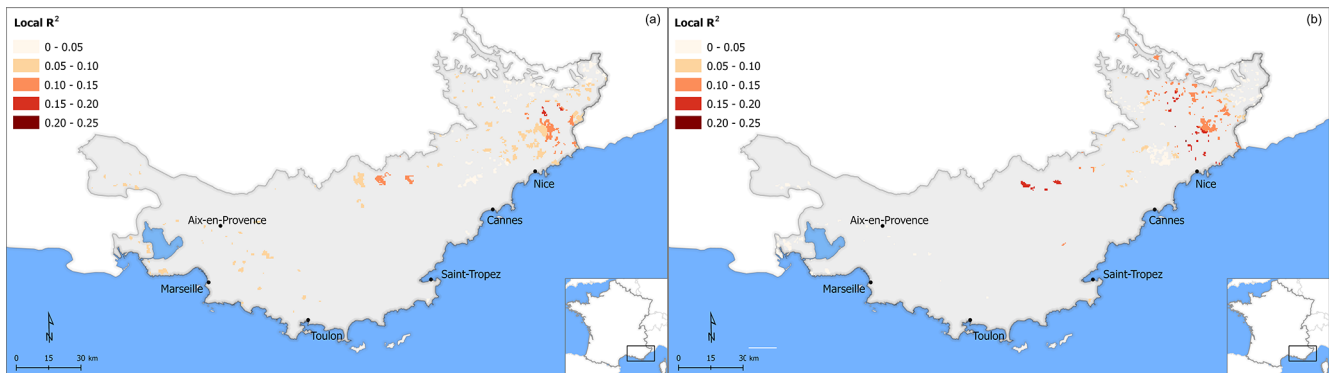 Local R²
0 - 0.05
0.05 - 0.10
0.10 - 0.15
0.15 - 0.20
0.20 - 0.25
(a)
Nice
Cannes
Aix-en-Provence
Saint-Tropez
Marseille
Toulon
N
0 15 30 km
Local R²
0 - 0.05
0.05 - 0.10
0.10 - 0.15
0.15 - 0.20
0.20 - 0.25
(b)
Nice
Cannes
Aix-en-Provence
Saint-Tropez
Marseille
Toulon
N
0 15 30 km